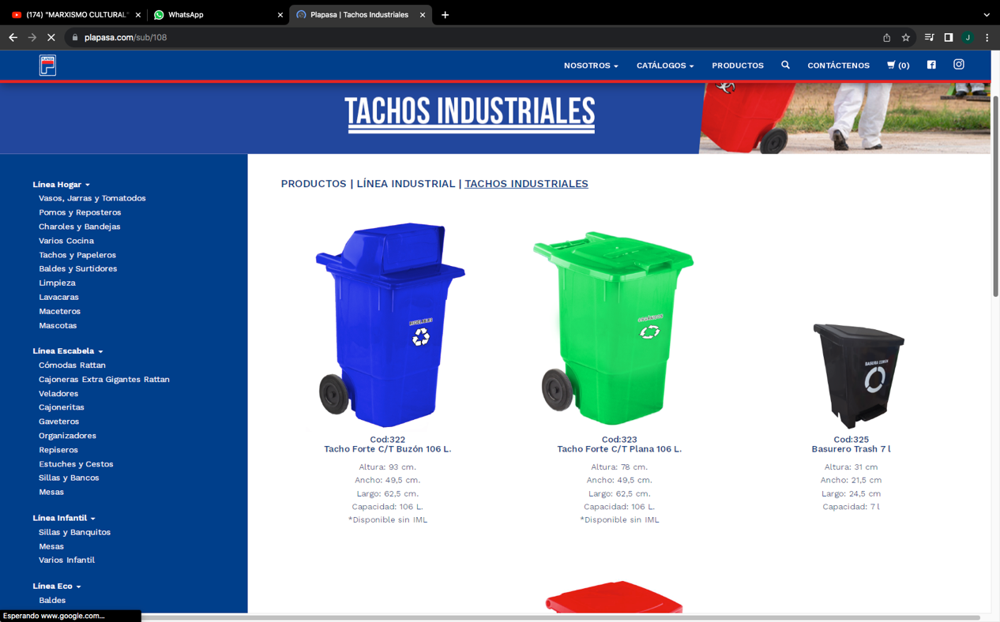 (174) "MARXISMO CULTURAL"
WhatsApp
Plapasa | Tachos Industriales
plapasa.com/sub/108
J
PLAPASA
NOSOTROS
CATÁLOGOS
PRODUCTOS
CONTÁCTENOS
(0)
TACHOS INDUSTRIALES
Línea Hogar
Vasos, Jarras y Tomatodos
Pomos y Reposteros
Charoles y Bandejas
Varios Cocina
Tachos y Papeleros
Baldes y Surtidores
Limpieza
Lavacaras
Maceteros
Mascotas
Línea Escabela
Cómodas Rattan
Cajoneras Extra Gigantes Rattan
Veladores
Cajoneritas
Gaveteros
Organizadores
Repiseros
Estuches y Cestos
Sillas y Bancos
Mesas
Línea Infantil
Sillas y Banquitos
Mesas
Varios Infantil
Línea Eco
Baldes
PRODUCTOS | LÍNEA INDUSTRIAL | TACHOS INDUSTRIALES
RECICLABLES
Cod:322
Tacho Forte C/T Buzón 106 L.
Altura: 93 cm.
Ancho: 49,5 cm.
Largo: 62,5 cm.
Capacidad: 106 L.
*Disponible sin IML
ORGÁNICOS
Cod:323
Tacho Forte C/T Plana 106 L.
Altura: 78 cm.
Ancho: 49,5 cm.
Largo: 62,5 cm.
Capacidad: 106 L.
*Disponible sin IML
BASURA COMÚN
Cod:325
Basurero Trash 7 l
Altura: 31 cm
Ancho: 21,5 cm
Largo: 24,5 cm
Capacidad: 7 l
Esperando www.google.com...